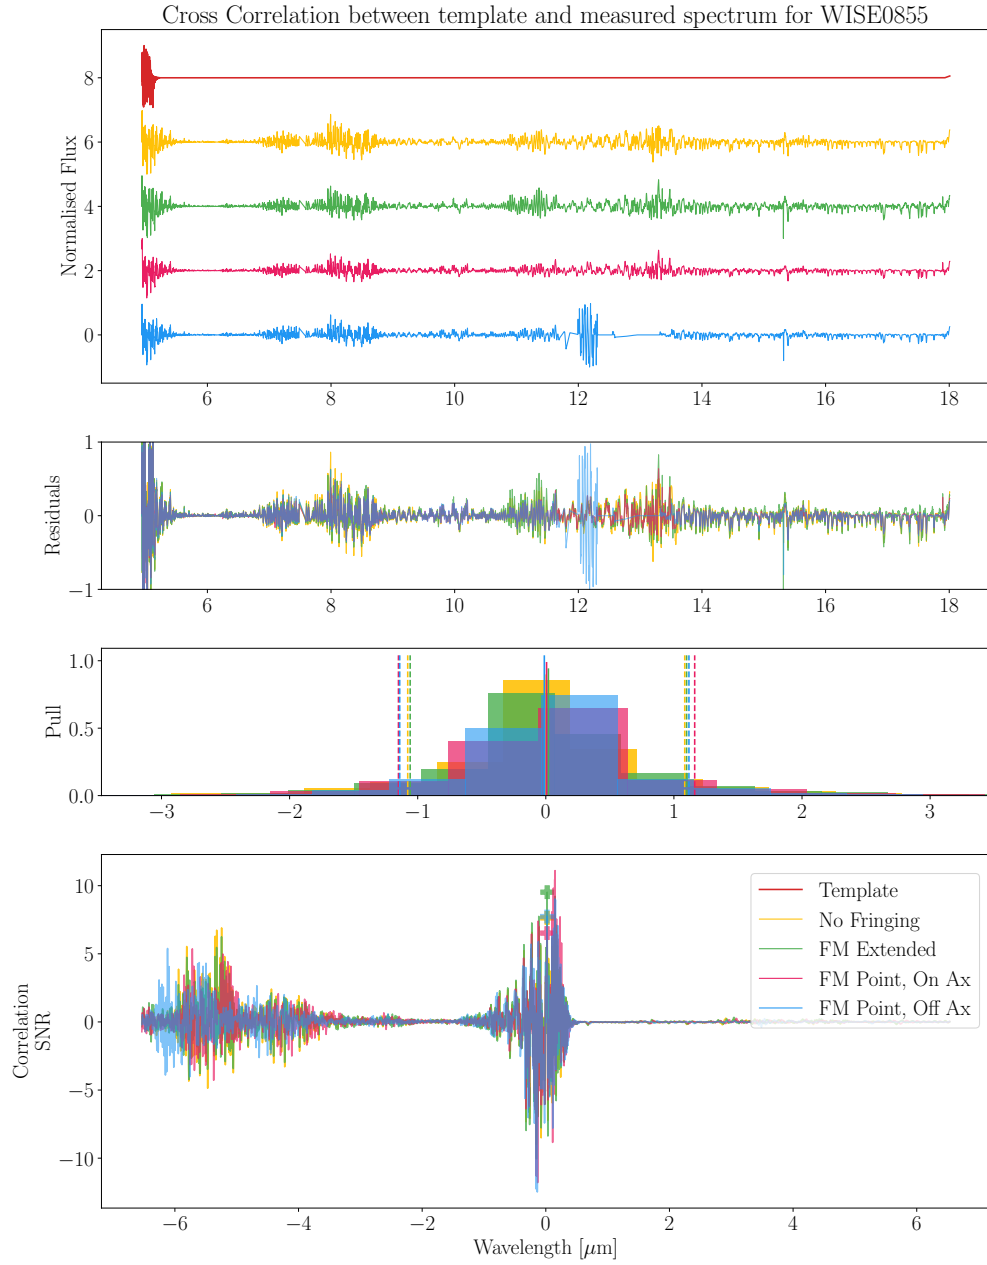 Cross Correlation between template and measured spectrum for WISE0855
Normalised Flux
8
6
4
2
0
6 8 10 12 14 16 18
Residuals
1
0
−1
6 8 10 12 14 16 18
Pull
1.0
0.5
0.0
−3 −2 −1 0 1 2 3
Correlation
SNR
10
5
0
−5
−10
Template
No Fringing
FM Extended
FM Point, On Ax
FM Point, Off Ax
−6 −4 −2 0 2 4 6
Wavelength [μm]